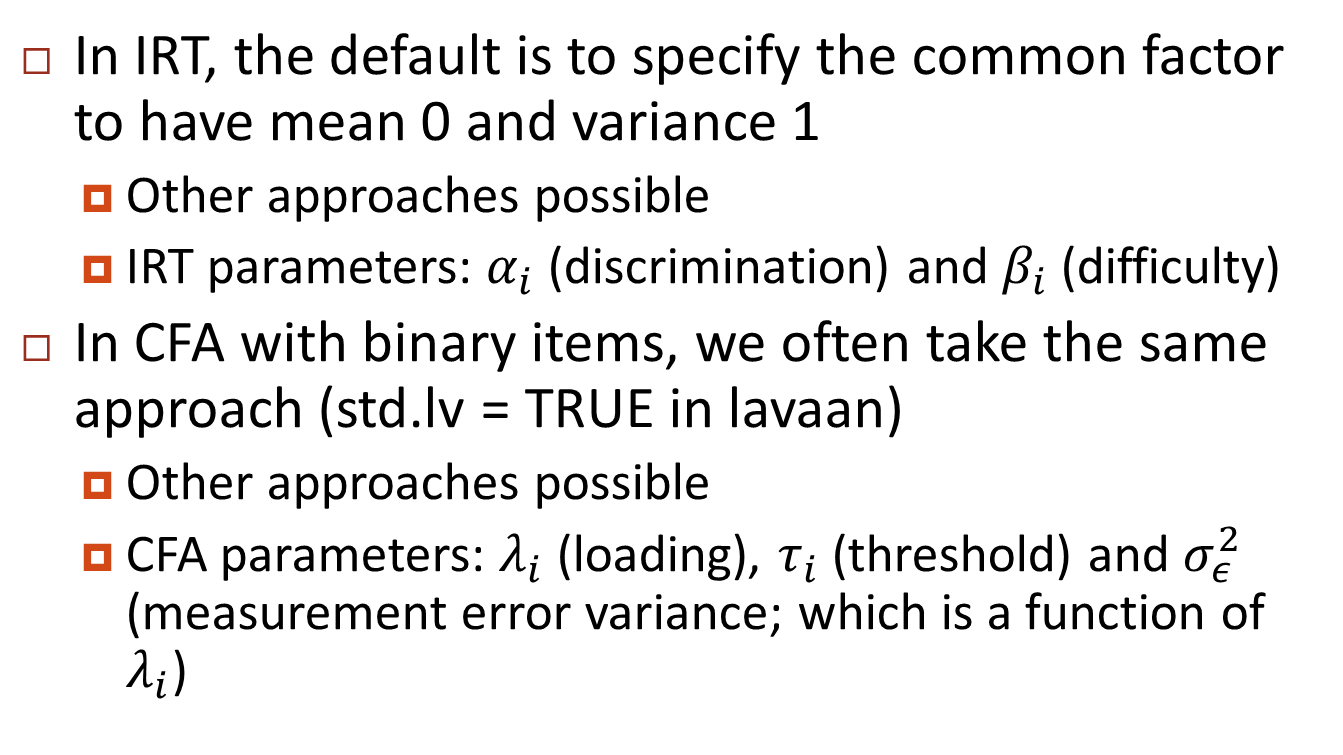 In IRT, the default is to specify the common factor
to have mean 0 and variance 1
Other approaches possible
IRT parameters: αᵢ (discrimination) and βᵢ (difficulty)
In CFA with binary items, we often take the same
approach (std.lv = TRUE in lavaan)
Other approaches possible
CFA parameters: λᵢ (loading), τᵢ (threshold) and σ²_ϵ
(measurement error variance; which is a function of
λᵢ)